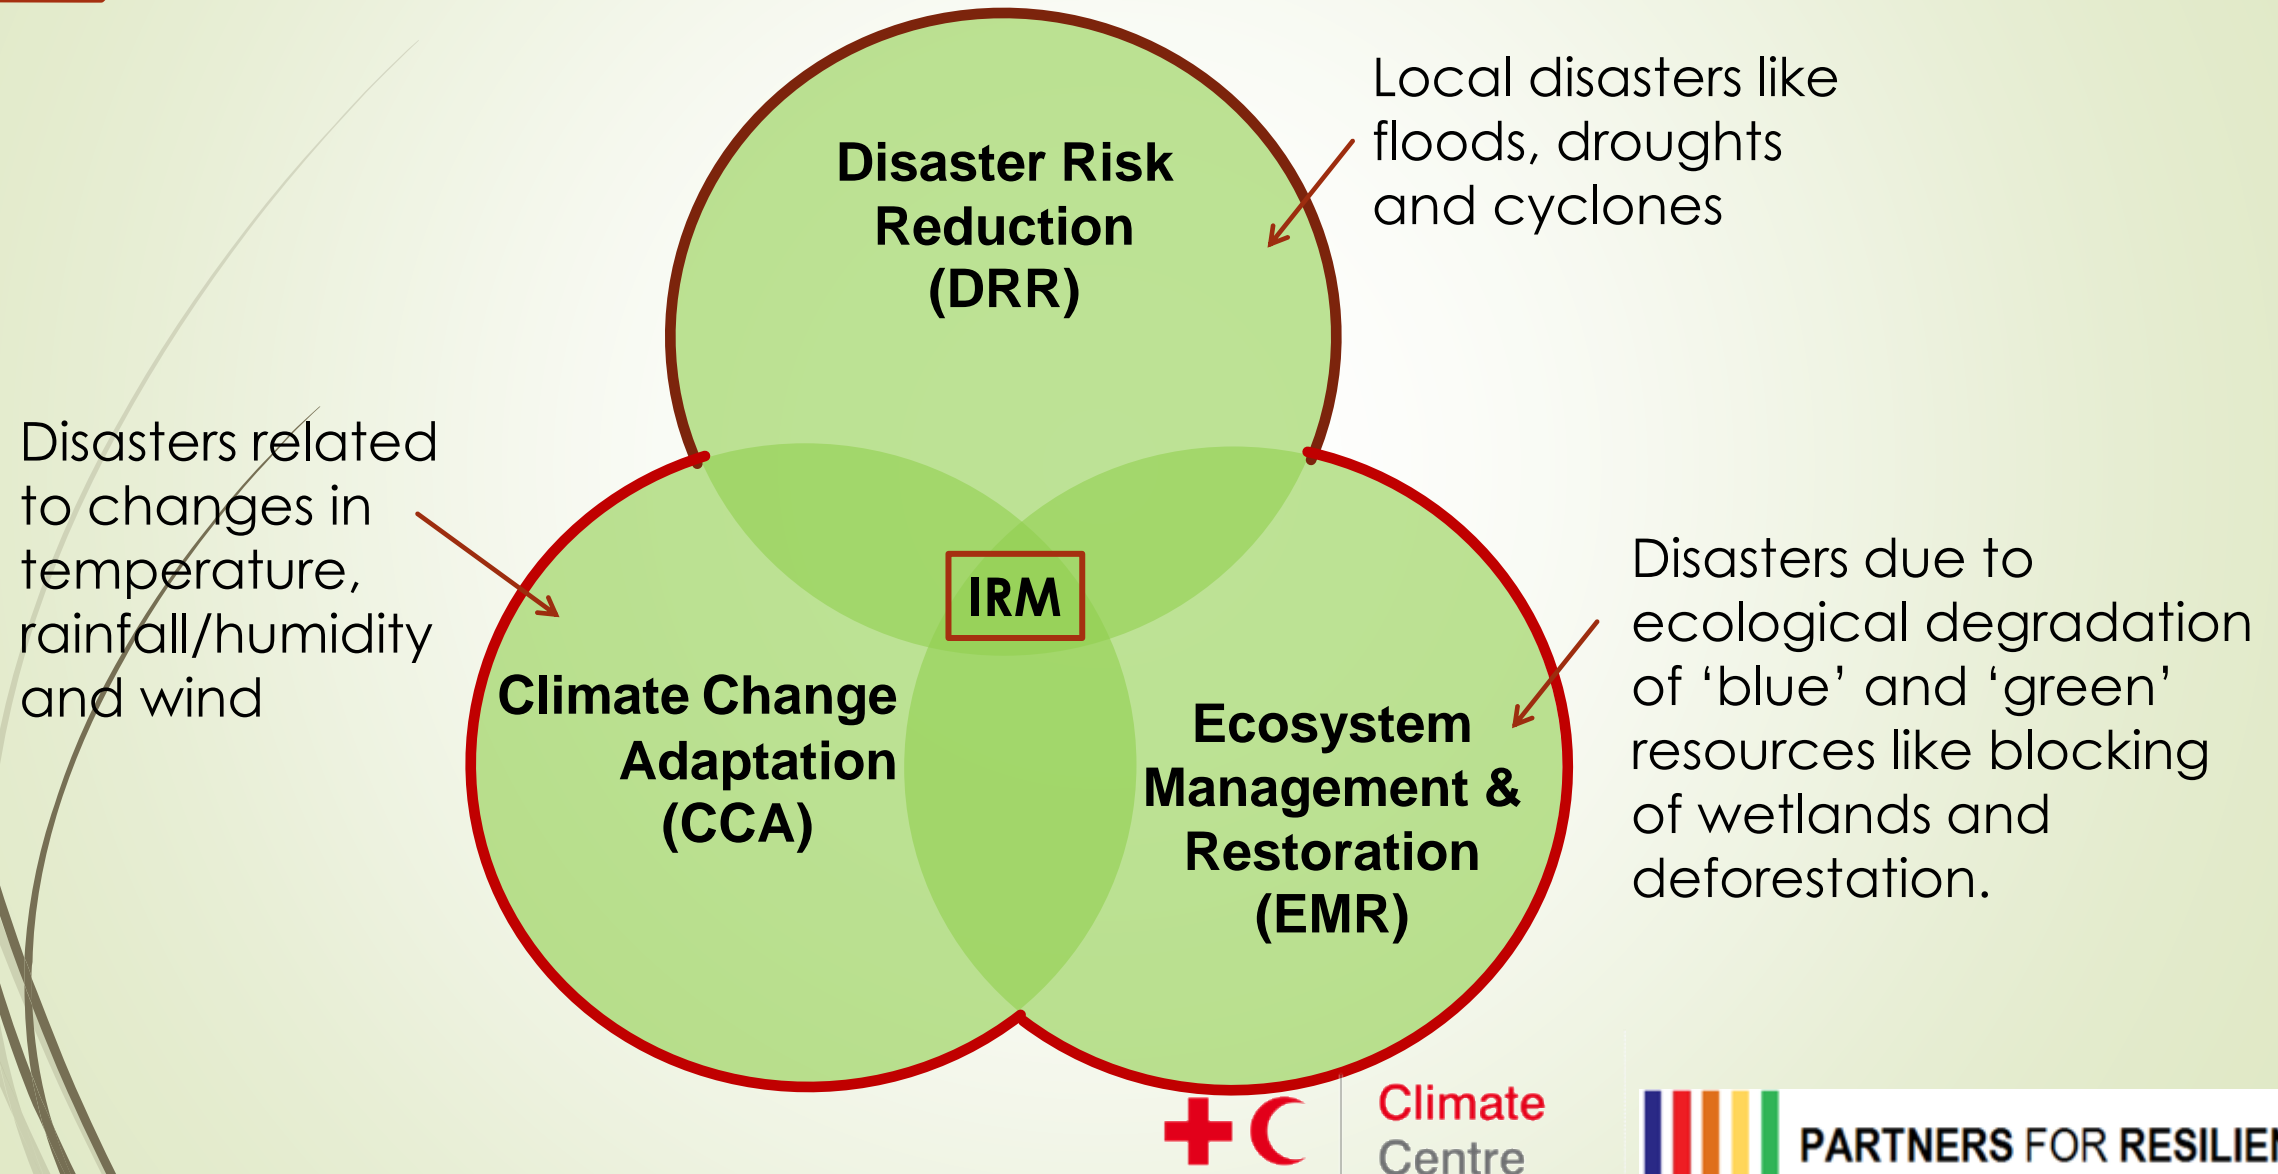 Local disasters like
floods, droughts
and cyclones
Disaster Risk
Reduction
(DRR)
Disasters related
to changes in
temperature,
rainfall/humidity
and wind
IRM
Climate Change
Adaptation
(CCA)
Ecosystem
Management &
Restoration
(EMR)
Disasters due to
ecological degradation
of ‘blue’ and ‘green’
resources like blocking
of wetlands and
deforestation.
Climate
Centre
PARTNERS FOR